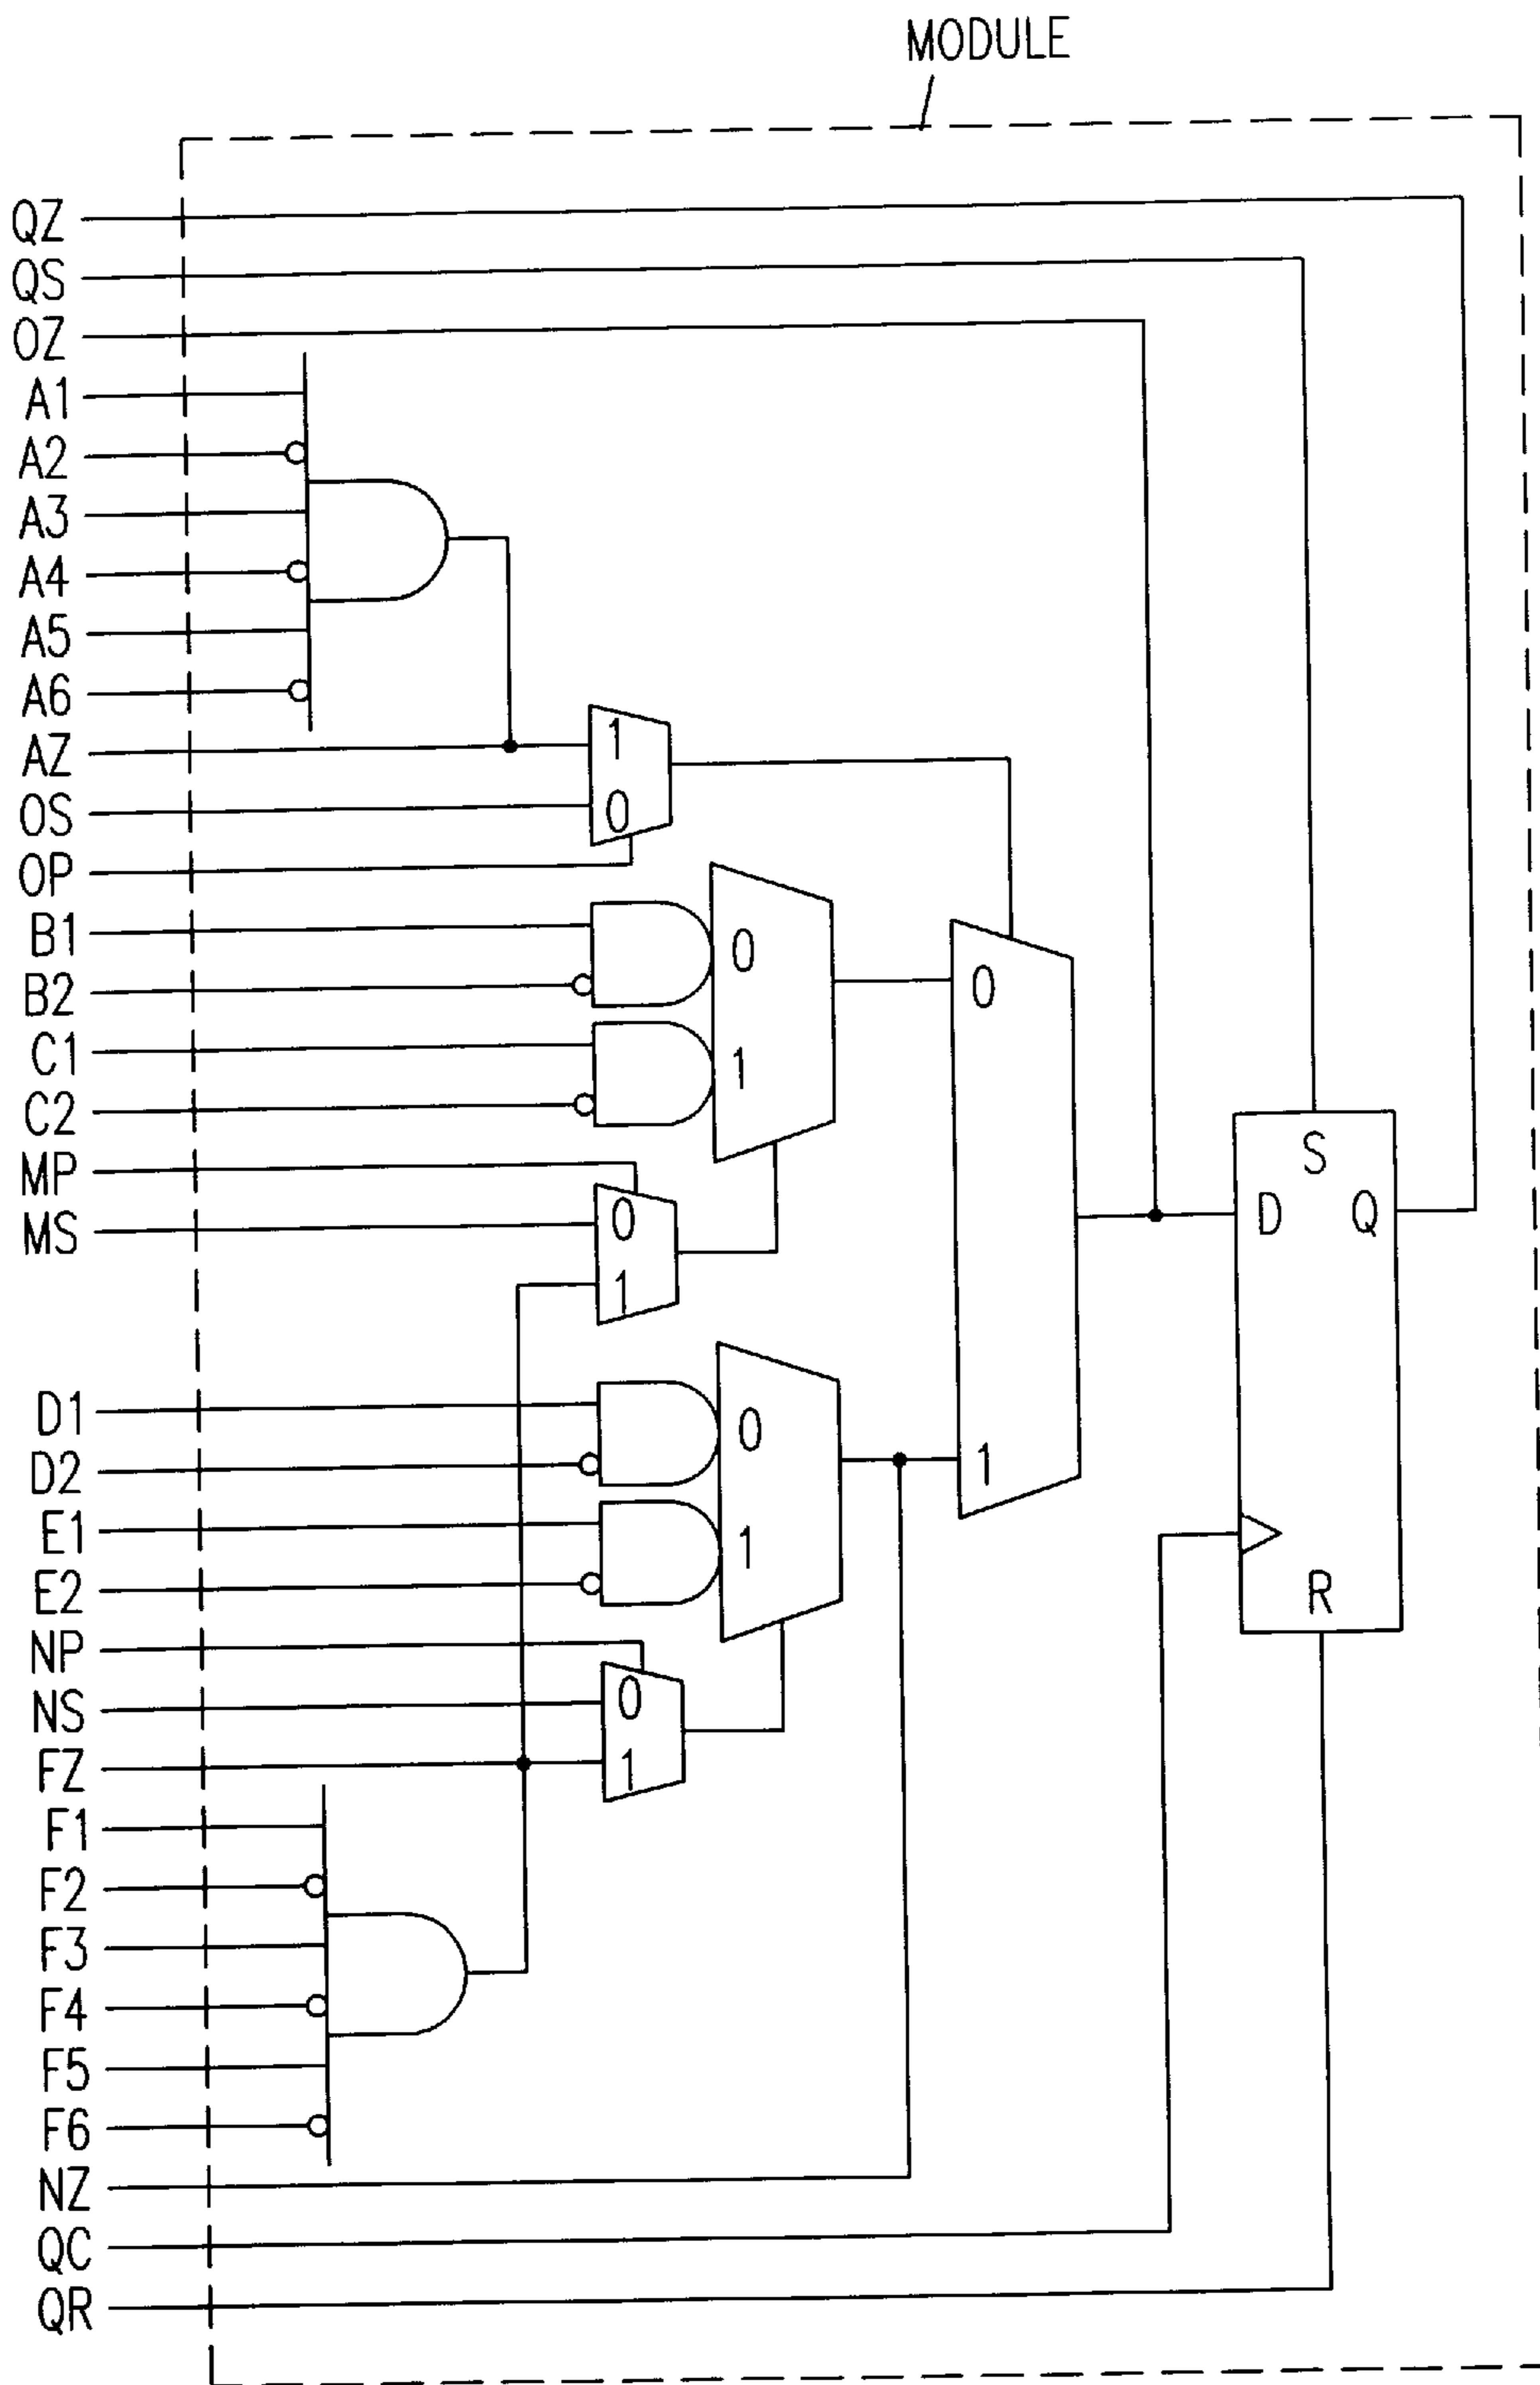 MODULE
QZ
QS
OZ
A1
A2
A3
A4
A5
A6
AZ
1
OS
0
OP
B1
0
B2
0
C1
1
C2
MP
S
MS
0
D Q
1
D1
0
D2
1
E1
1
E2
R
NP
NS
0
FZ
1
F1
F2
F3
F4
F5
F6
NZ
QC
QR